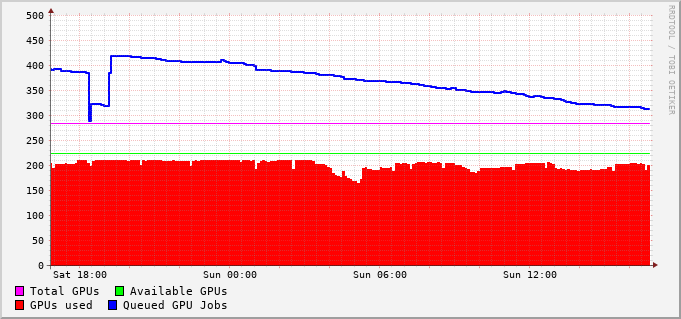 RRDTOOL / TOBI OETIKER
500
450
400
350
300
250
200
150
100
50
0
Sat 18:00 Sun 00:00 Sun 06:00 Sun 12:00
Total GPUs Available GPUs
GPUs used Queued GPU Jobs